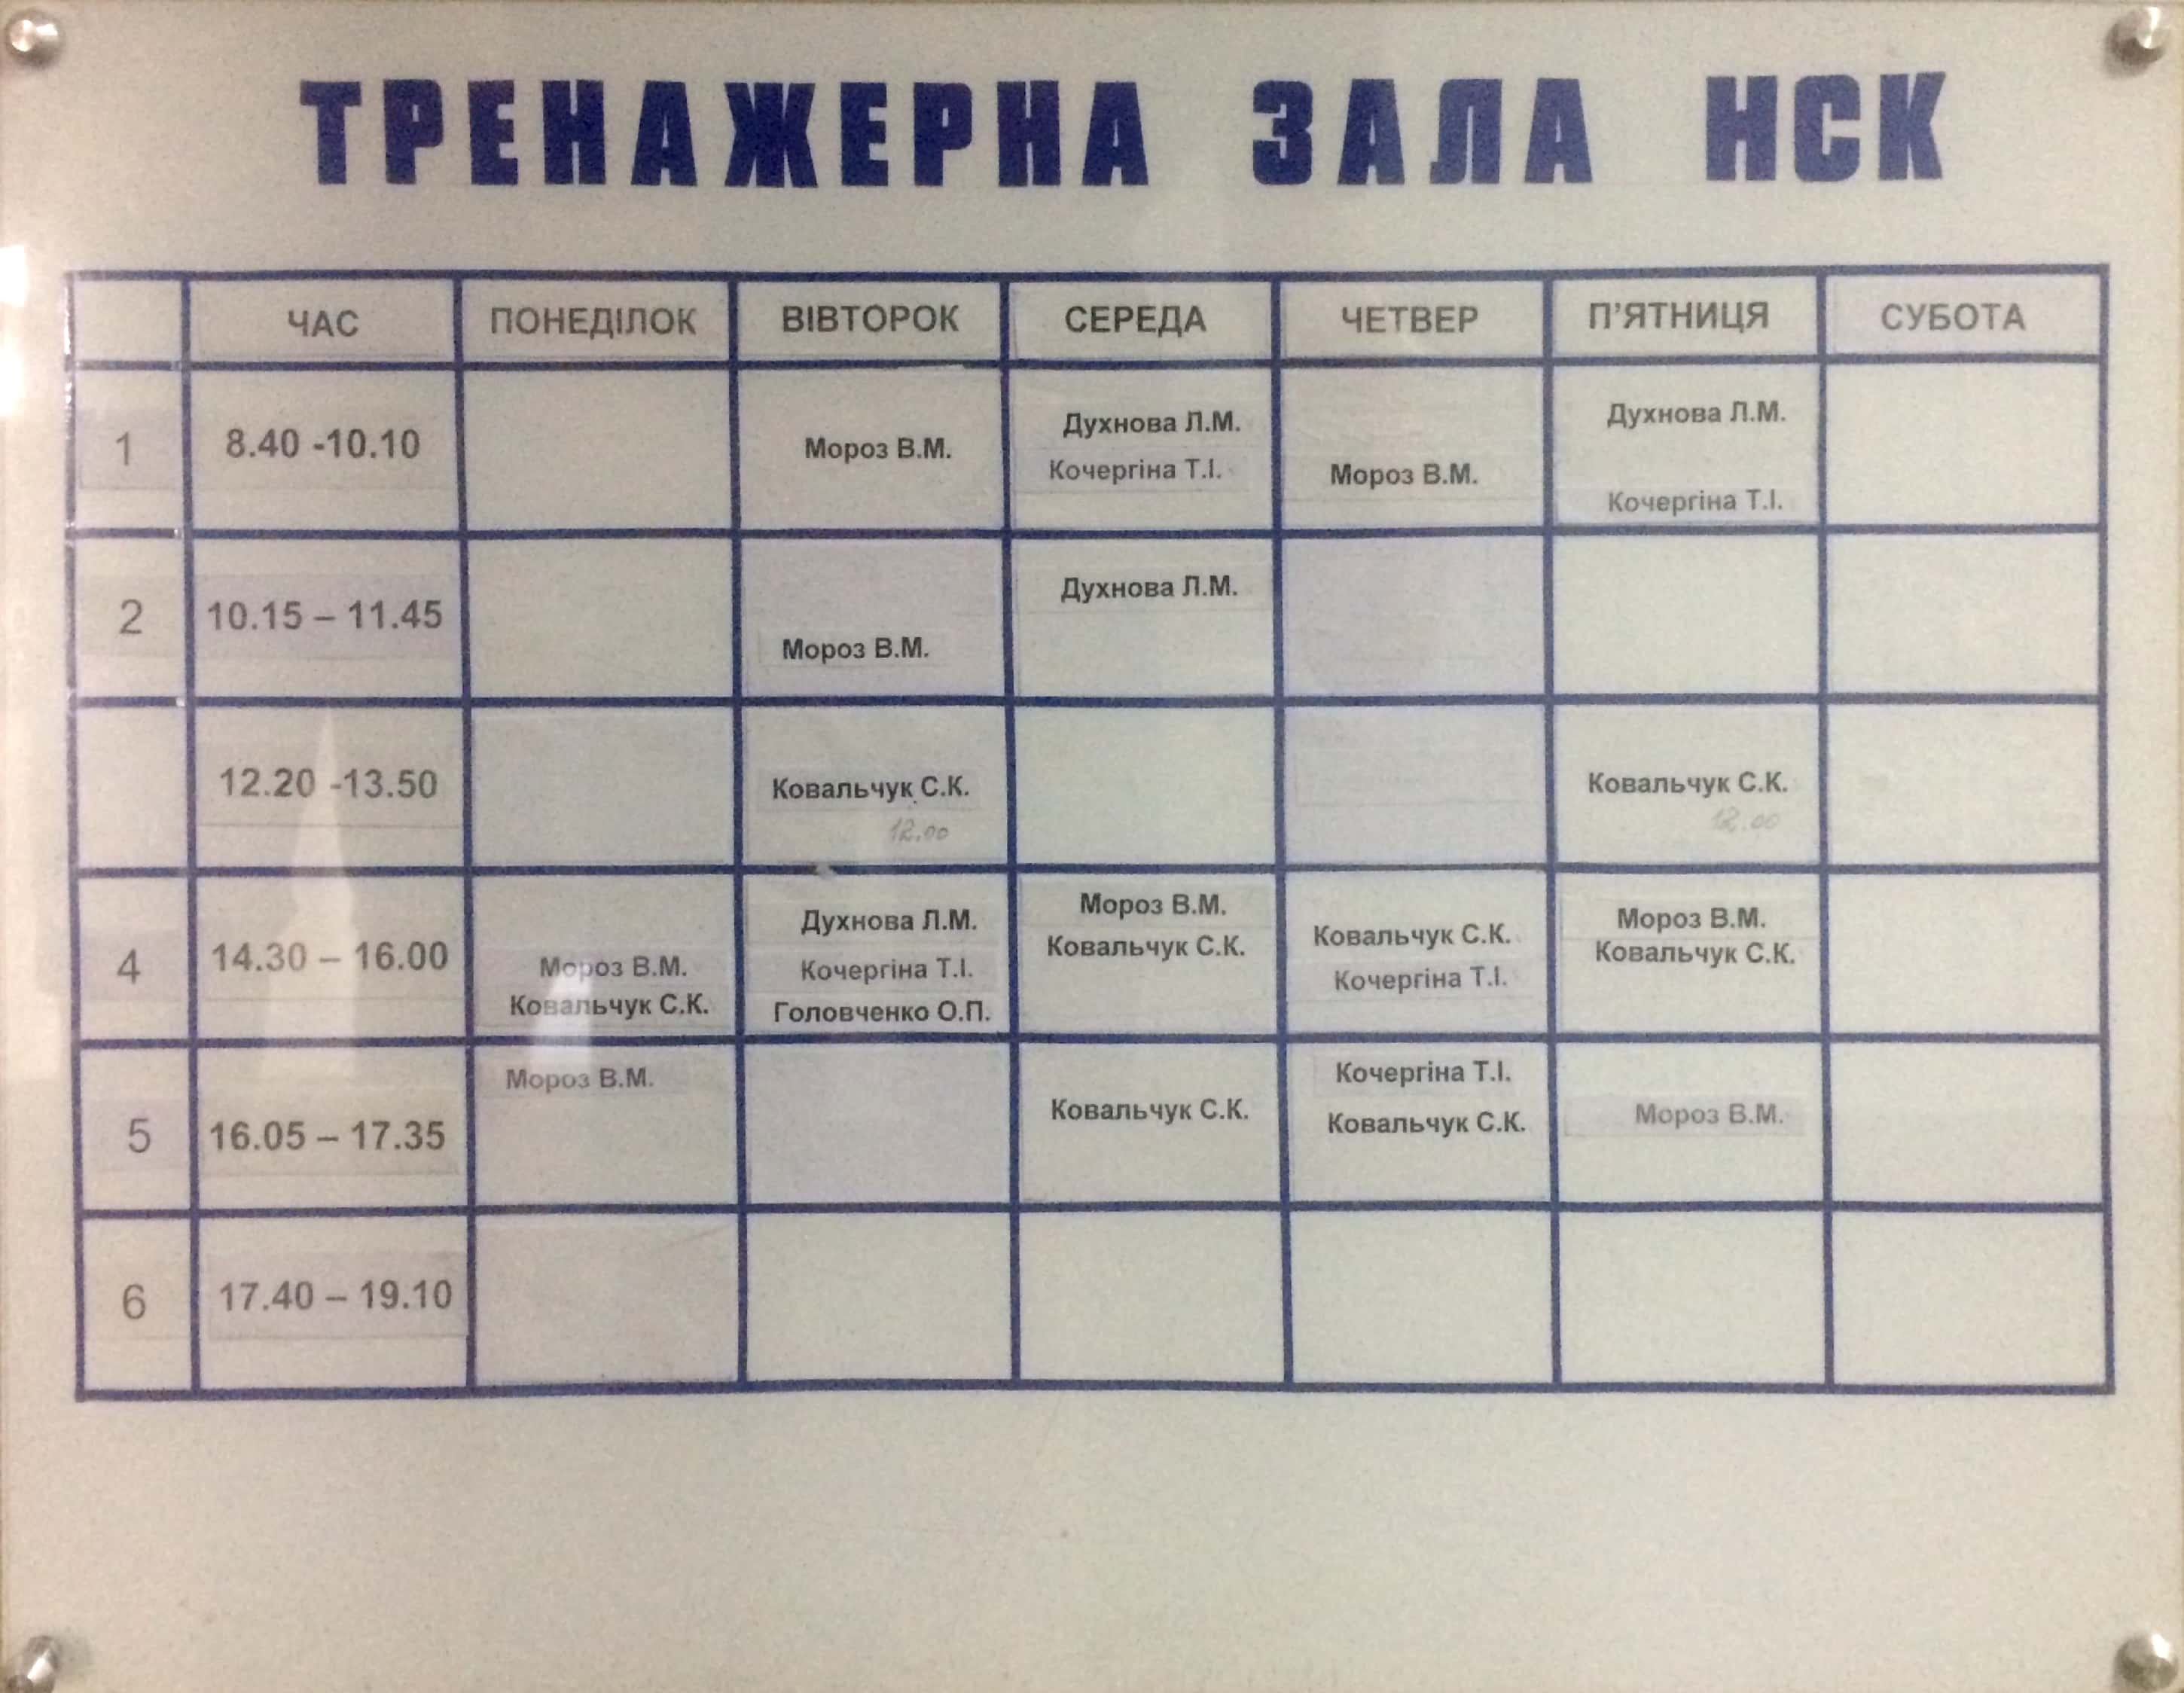 ТРЕНАЖЕРНА ЗАЛА НСК
ЧАС ПОНЕДІЛОК ВІВТОРОК СЕРЕДА ЧЕТВЕР П'ЯТНИЦЯ СУБОТА
1 8.40 -10.10 Мороз В.М. Духнова Л.М. Кочергіна Т.І. Мороз В.М. Духнова Л.М. Кочергіна Т.І.
2 10.15 – 11.45 Мороз В.М. Духнова Л.М.
12.20 -13.50 Ковальчук С.К. 12.00 Ковальчук С.К. 12.00
4 14.30 – 16.00 Мороз В.М. Ковальчук С.К. Духнова Л.М. Кочергіна Т.І. Головченко О.П. Мороз В.М. Ковальчук С.К. Ковальчук С.К. Кочергіна Т.І. Мороз В.М. Ковальчук С.К.
5 16.05 – 17.35 Мороз В.М. Ковальчук С.К. Кочергіна Т.І. Ковальчук С.К. Мороз В.М.
6 17.40 – 19.10